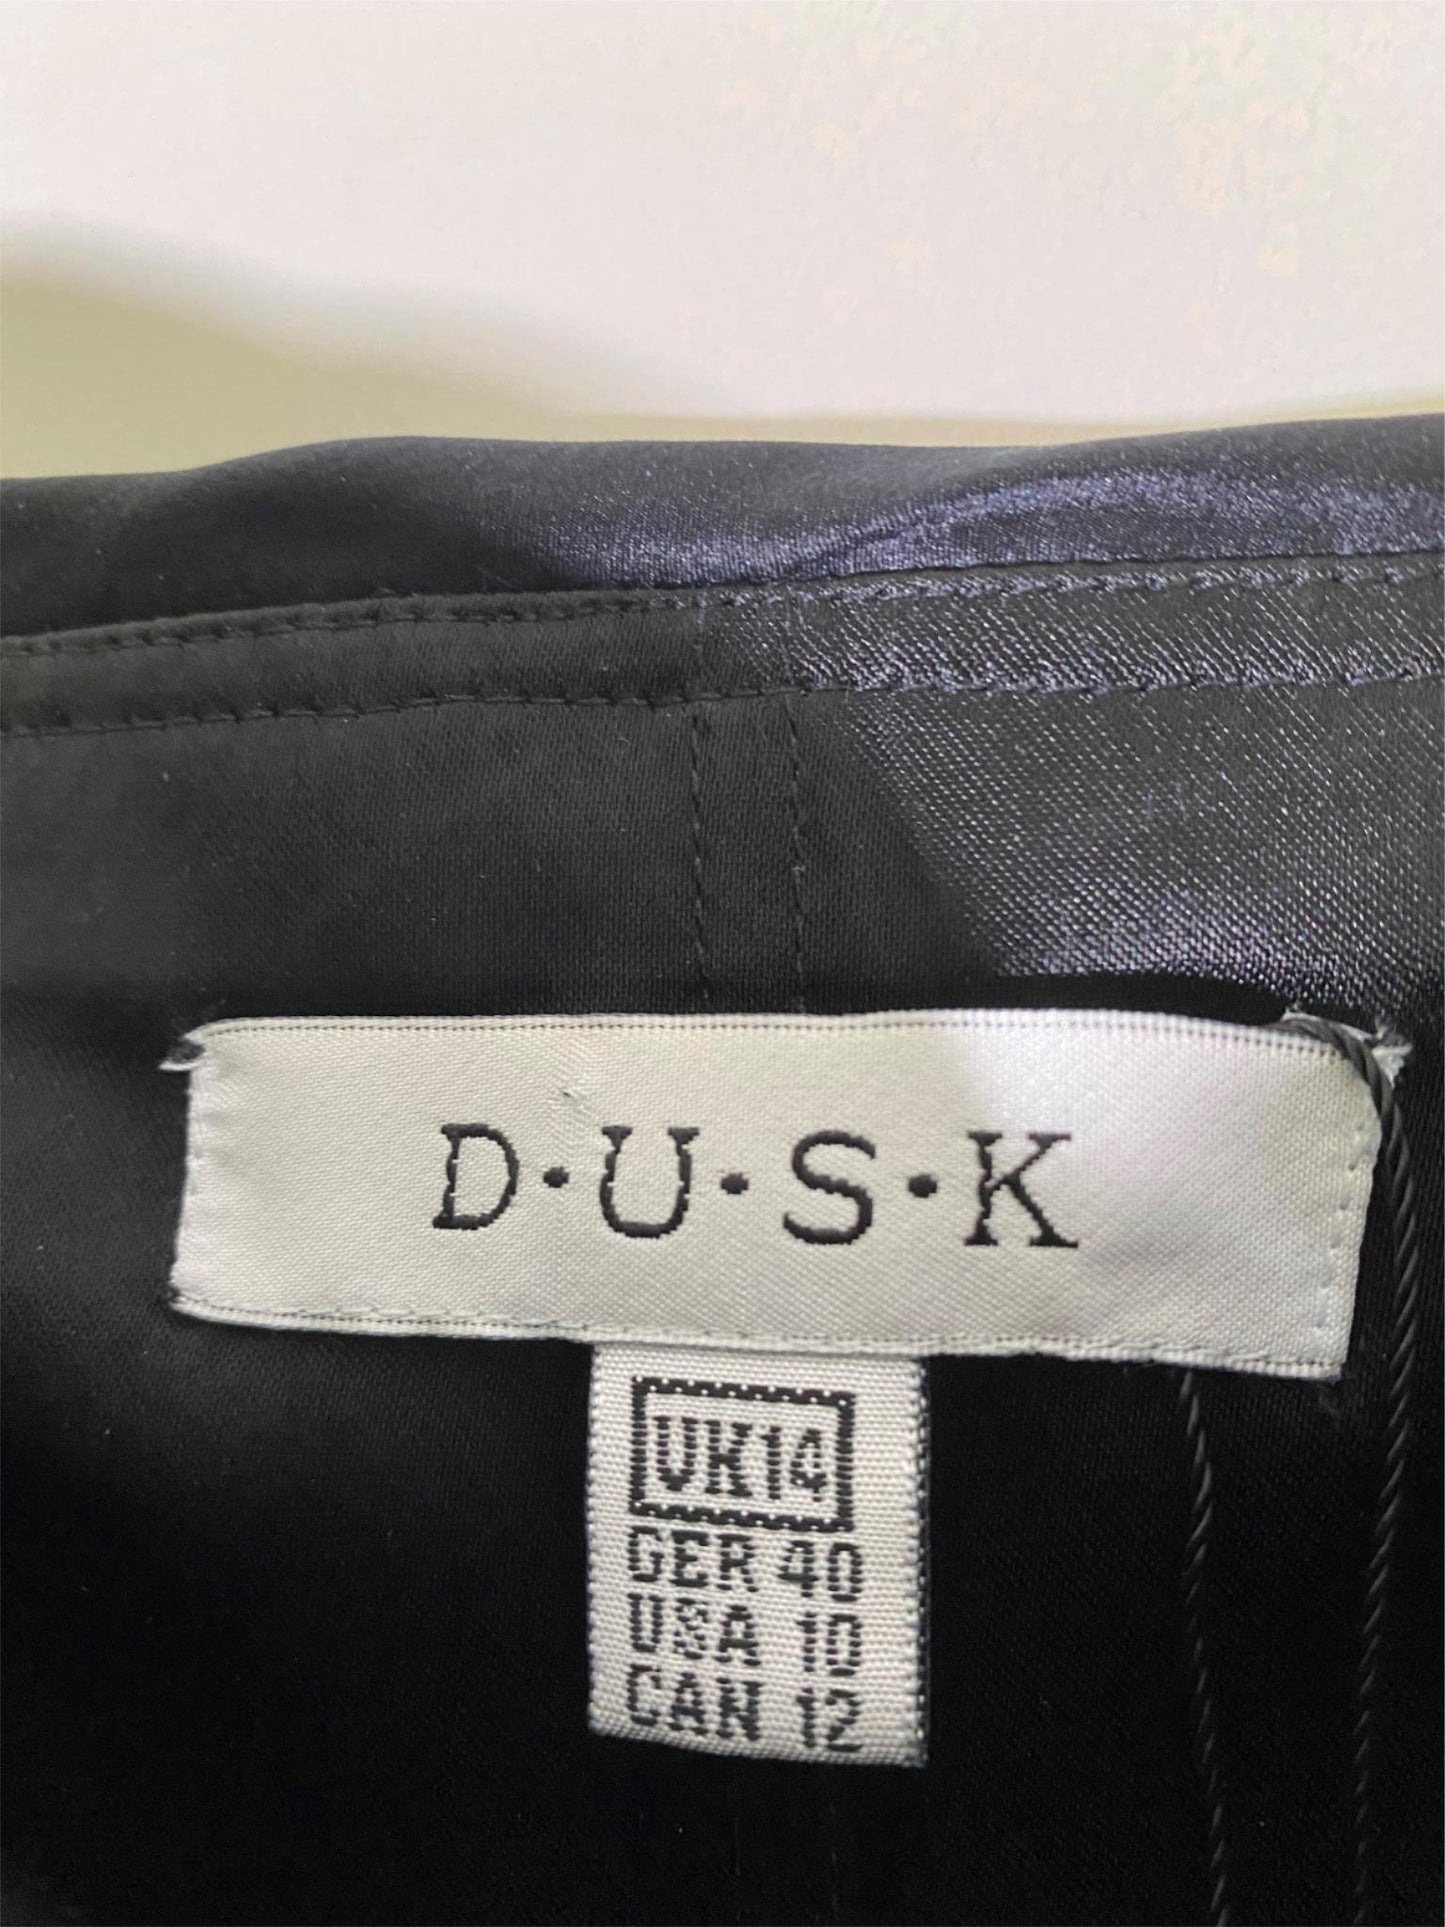 D·U·S·K
UK14
GER 40
USA 10
CAN 12